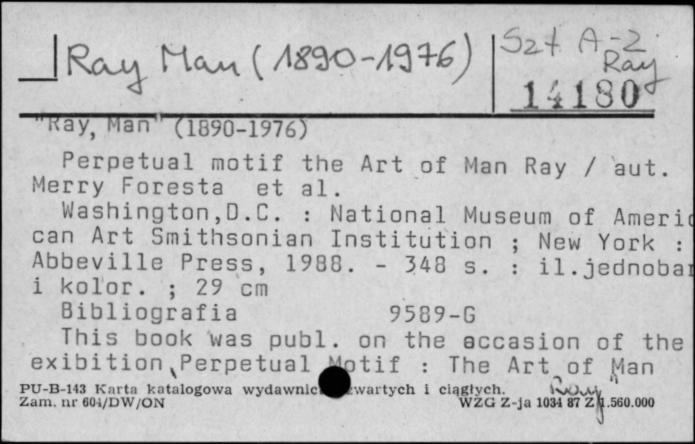 Ray Man (1890-1976)
Szt A-2
Ray
14180
"Ray, Man" (1890-1976)
Perpetual motif the Art of Man Ray / aut.
Merry Foresta et al.
Washington,D.C. : National Museum of Americ
can Art Smithsonian Institution ; New York :
Abbeville Press, 1988. - 348 s. : il.jednobar
i kolor. ; 29 cm
Bibliografia 9589-G
This book was publ. on the occasion of the
exibition Perpetual Motif : The Art of Man
Ray
PU-B-143 Karta katalogowa wydawnic zwartych i ciągłych.
Zam. nr 604/DW/ON WZG Z-ja 1034 87 Z 1.560.000